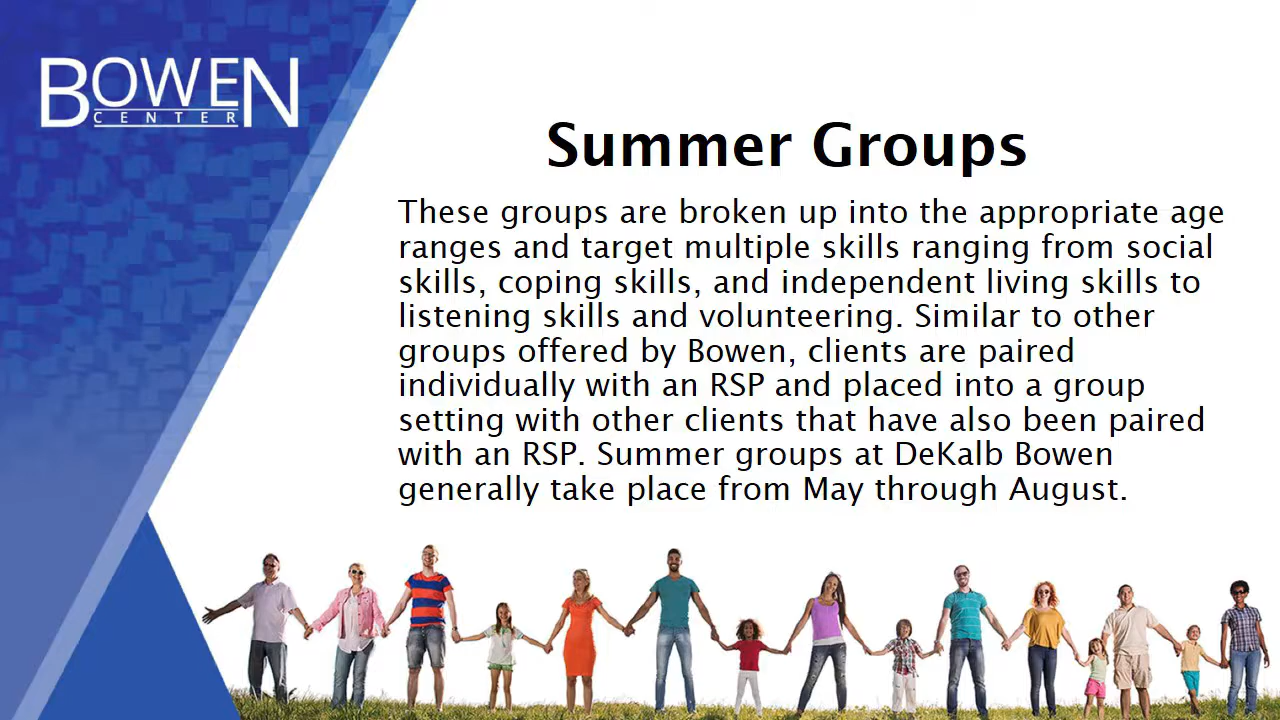 BOWEN
CENTER
Summer Groups
These groups are broken up into the appropriate age
ranges and target multiple skills ranging from social
skills, coping skills, and independent living skills to
listening skills and volunteering. Similar to other
groups offered by Bowen, clients are paired
individually with an RSP and placed into a group
setting with other clients that have also been paired
with an RSP. Summer groups at DeKalb Bowen
generally take place from May through August.